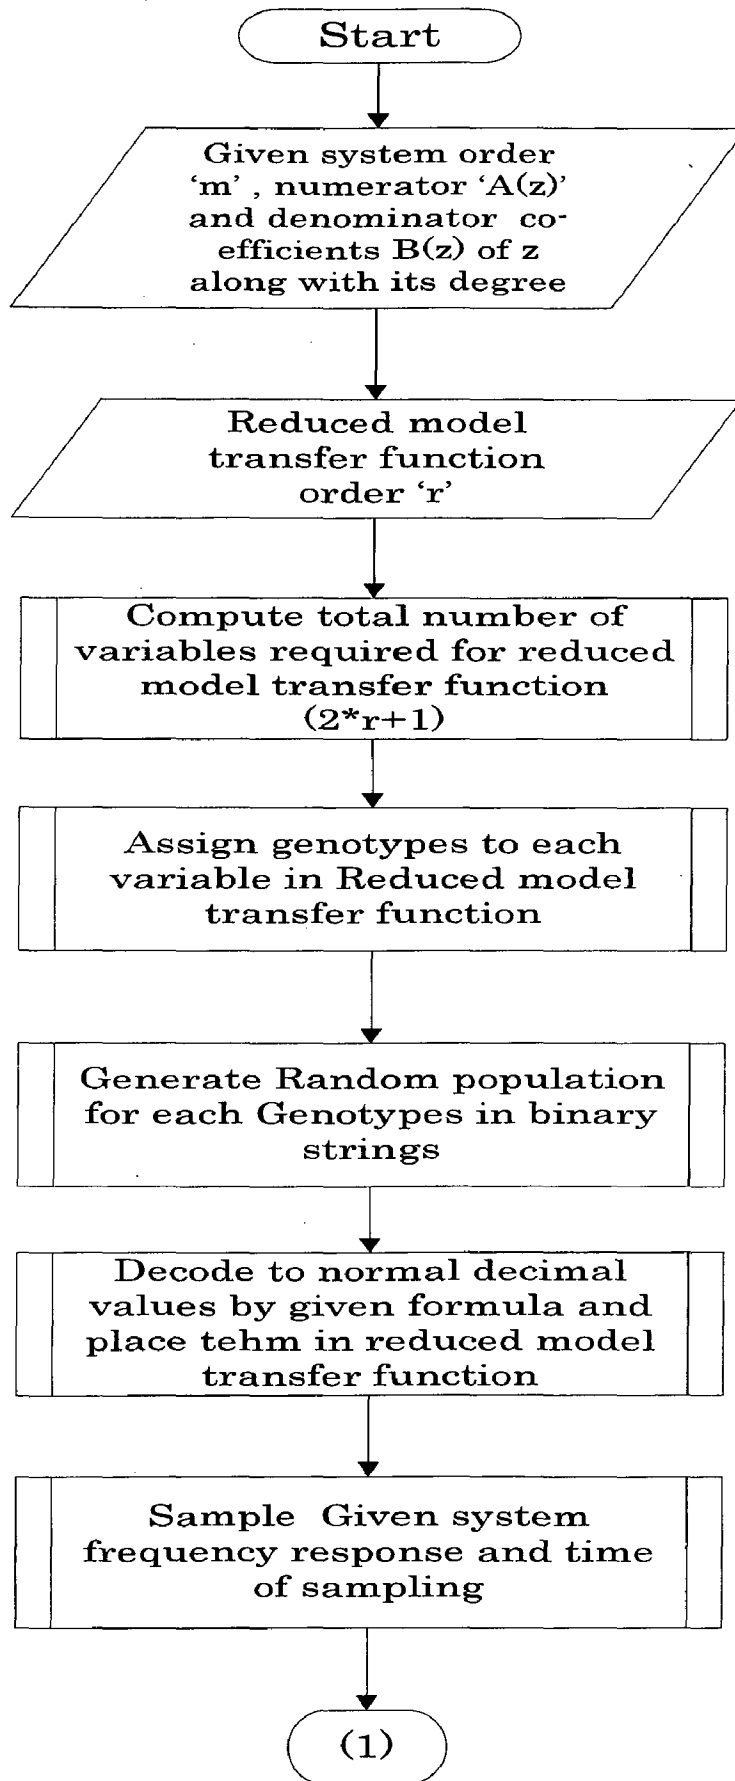 Start
Given system order
‘m’ , numerator ‘A(z)’
and denominator co-
efficients B(z) of z
along with its degree
Reduced model
transfer function
order ‘r’
Compute total number of
variables required for reduced
model transfer function
(2*r+1)
Assign genotypes to each
variable in Reduced model
transfer function
Generate Random population
for each Genotypes in binary
strings
Decode to normal decimal
values by given formula and
place tehm in reduced model
transfer function
Sample Given system
frequency response and time
of sampling
(1)